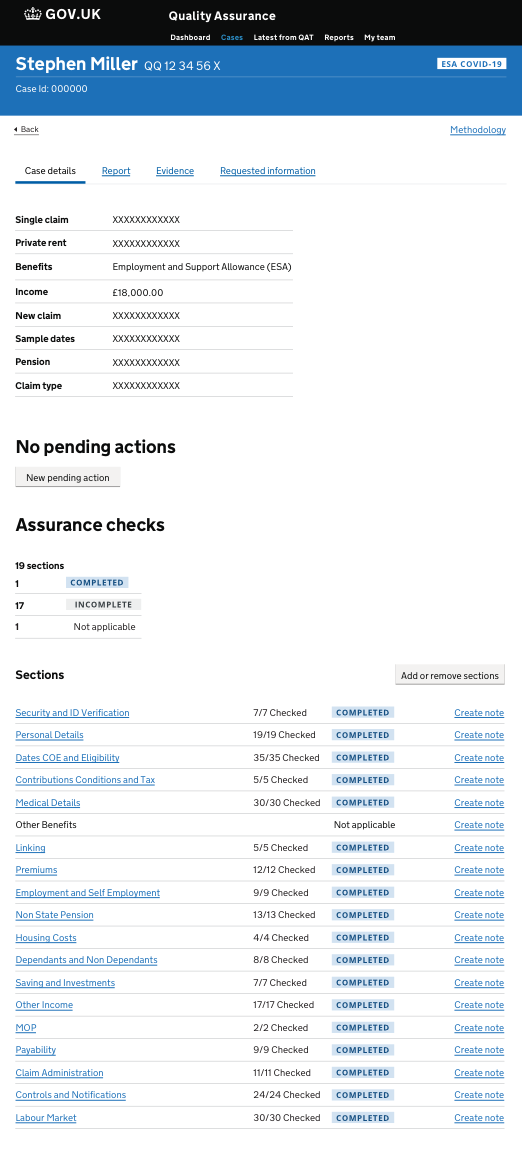 GOV.UK Quality Assurance
Dashboard Cases Latest from QAT Reports My team
Stephen Miller QQ 12 34 56 X ESA COVID-19
Case Id: 000000
Back Methodology
Case details Report Evidence Requested information
Single claim XXXXXXXXXXXX
Private rent XXXXXXXXXXXX
Benefits Employment and Support Allowance (ESA)
Income £18,000.00
New claim XXXXXXXXXXXX
Sample dates XXXXXXXXXXXX
Pension XXXXXXXXXXXX
Claim type XXXXXXXXXXXX
No pending actions
New pending action
Assurance checks
19 sections
1 COMPLETED
17 INCOMPLETE
1 Not applicable
Sections Add or remove sections
Security and ID Verification 7/7 Checked COMPLETED Create note
Personal Details 19/19 Checked COMPLETED Create note
Dates COE and Eligibility 35/35 Checked COMPLETED Create note
Contributions Conditions and Tax 5/5 Checked COMPLETED Create note
Medical Details 30/30 Checked COMPLETED Create note
Other Benefits Not applicable Create note
Linking 5/5 Checked COMPLETED Create note
Premiums 12/12 Checked COMPLETED Create note
Employment and Self Employment 9/9 Checked COMPLETED Create note
Non State Pension 13/13 Checked COMPLETED Create note
Housing Costs 4/4 Checked COMPLETED Create note
Dependants and Non Dependants 8/8 Checked COMPLETED Create note
Saving and Investments 7/7 Checked COMPLETED Create note
Other Income 17/17 Checked COMPLETED Create note
MOP 2/2 Checked COMPLETED Create note
Payability 9/9 Checked COMPLETED Create note
Claim Administration 11/11 Checked COMPLETED Create note
Controls and Notifications 24/24 Checked COMPLETED Create note
Labour Market 30/30 Checked COMPLETED Create note